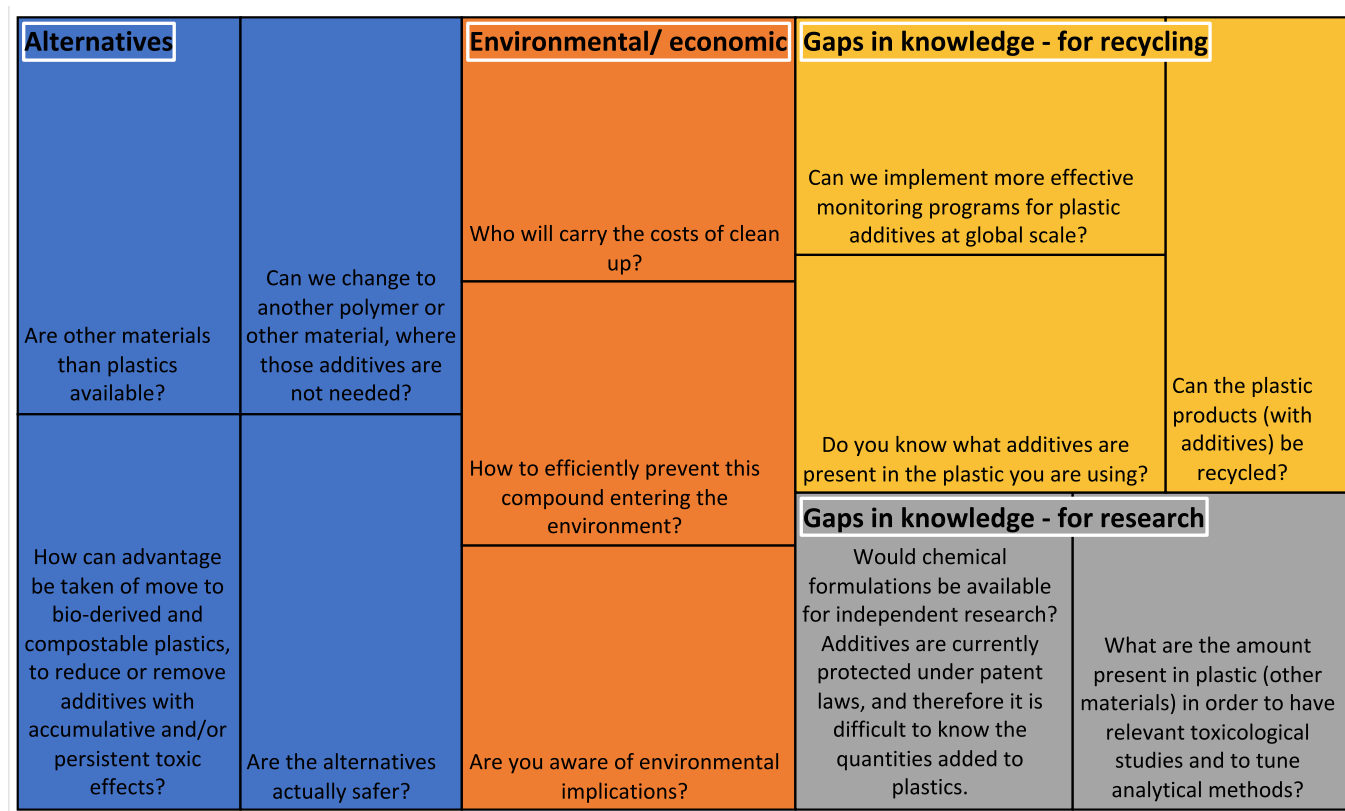 Alternatives
Are other materials
than plastics
available?
Can we change to
another polymer or
other material, where
those additives are
not needed?
How can advantage
be taken of move to
bio-derived and
compostable plastics,
to reduce or remove
additives with
accumulative and/or
persistent toxic
effects?
Are the alternatives
actually safer?
Environmental/ economic
Who will carry the costs of clean
up?
How to efficiently prevent this
compound entering the
environment?
Are you aware of environmental
implications?
Gaps in knowledge - for recycling
Can we implement more effective
monitoring programs for plastic
additives at global scale?
Do you know what additives are
present in the plastic you are using?
Can the plastic
products (with
additives) be
recycled?
Gaps in knowledge - for research
Would chemical
formulations be available
for independent research?
Additives are currently
protected under patent
laws, and therefore it is
difficult to know the
quantities added to
plastics.
What are the amount
present in plastic (other
materials) in order to have
relevant toxicological
studies and to tune
analytical methods?